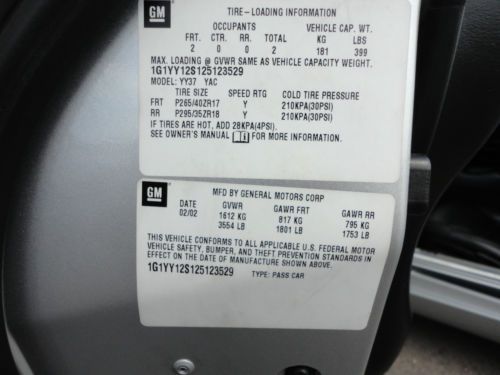 GM
TIRE-LOADING INFORMATION
OCCUPANTS VEHICLE CAP. WT.
FRT. CTR. RR. TOTAL KG LBS
2 0 0 2 181 399
MAX. LOADING @ GVWR SAME AS VEHICLE CAPACITY WEIGHT.
1G1YY12S125123529
MODEL: YY37 YAC
TIRE SIZE SPEED RTG COLD TIRE PRESSURE
FRT P265/40ZR17 Y 210KPA(30PSI)
RR P295/35ZR18 Y 210KPA(30PSI)
IF TIRES ARE HOT, ADD 28KPA(4PSI).
SEE OWNER'S MANUAL FOR MORE INFORMATION.
GM
MFD BY GENERAL MOTORS CORP
DATE GVWR GAWR FRT GAWR RR
02/02 1612 KG 817 KG 795 KG
3554 LB 1801 LB 1753 LB
THIS VEHICLE CONFORMS TO ALL APPLICABLE U.S. FEDERAL MOTOR
VEHICLE SAFETY, BUMPER, AND THEFT PREVENTION STANDARDS IN
EFFECT ON THE DATE OF MANUFACTURE SHOWN ABOVE.
1G1YY12S125123529
TYPE: PASS CAR